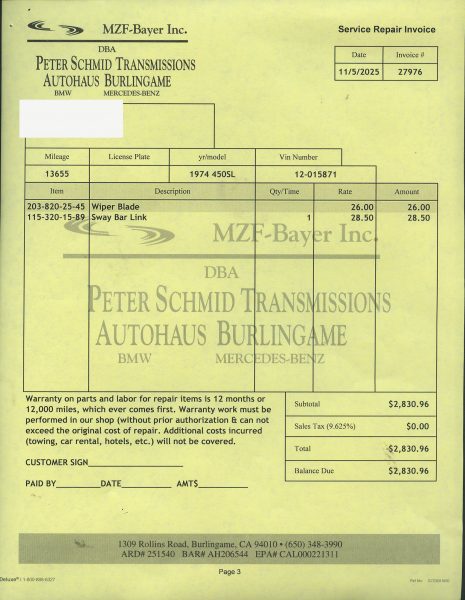 MZF-Bayer Inc.
DBA
PETER SCHMID TRANSMISSIONS
AUTOHAUS BURLINGAME
BMW MERCEDES-BENZ
Service Repair Invoice
Date Invoice #
11/5/2025 27976
Mileage License Plate yr/model Vin Number
13655 1974 450SL 12-015871
Item Description Qty/Time Rate Amount
203-820-25-45 Wiper Blade 26.00 26.00
115-320-15-89 Sway Bar Link 1 28.50 28.50
MZF-Bayer Inc.
DBA
PETER SCHMID TRANSMISSIONS
AUTOHAUS BURLINGAME
BMW MERCEDES-BENZ
Warranty on parts and labor for repair items is 12 months or
12,000 miles, which ever comes first. Warranty work must be
performed in our shop (without prior authorization & can not
exceed the original cost of repair. Additional costs incurred
(towing, car rental, hotels, etc.) will not be covered.
CUSTOMER SIGN
PAID BY DATE AMT$
Subtotal $2,830.96
Sales Tax (9.625%) $0.00
Total $2,830.96
Balance Due $2,830.96
1309 Rollins Road, Burlingame, CA 94010 • (650) 348-3990
ARD# 251540 BAR# AH206544 EPA# CAL000221311
Page 3